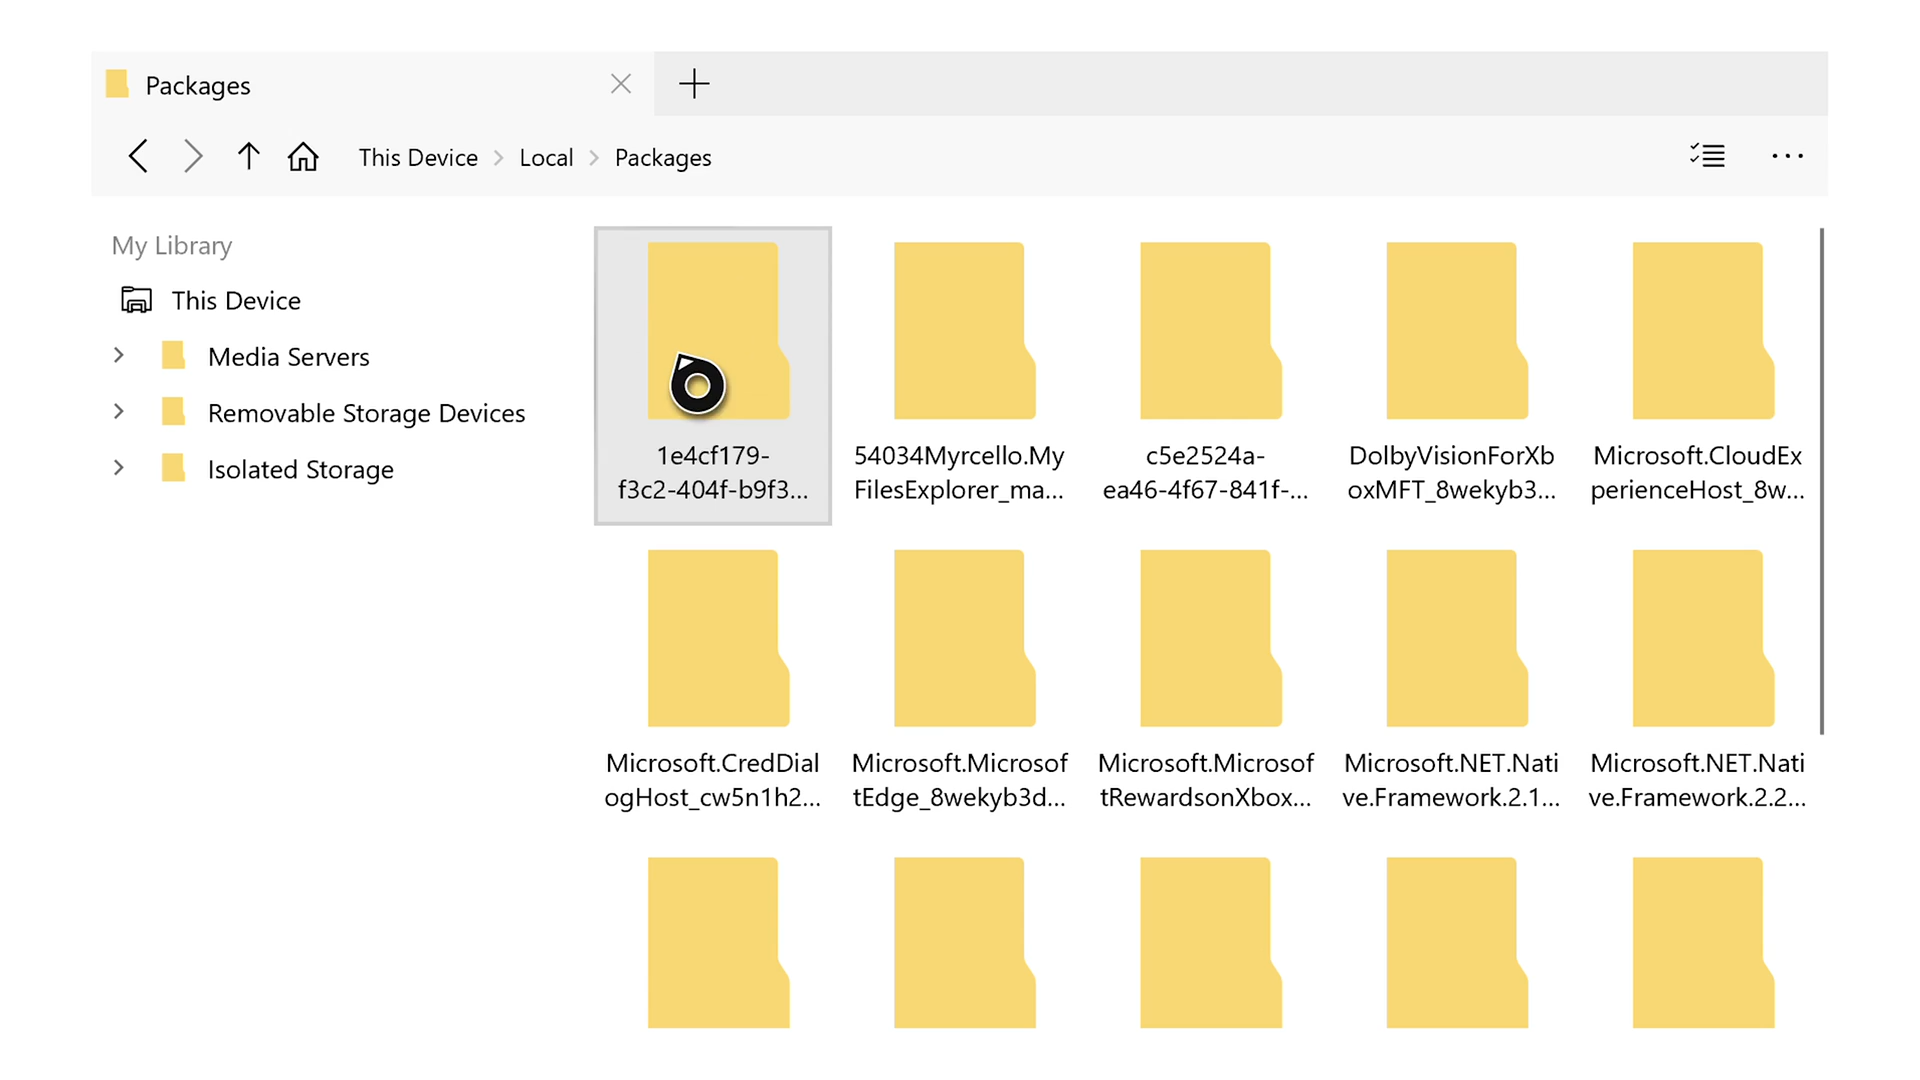 Packages
This Device > Local > Packages
My Library
This Device
Media Servers
Removable Storage Devices
Isolated Storage
1e4cf179-
f3c2-404f-b9f3...
54034Myrcello.My
FilesExplorer_ma...
c5e2524a-
ea46-4f67-841f-...
DolbyVisionForXb
oxMFT_8wekyb3...
Microsoft.CloudEx
perienceHost_8w...
Microsoft.CredDial
ogHost_cw5n1h2...
Microsoft.Microsof
tEdge_8wekyb3d...
Microsoft.Microsof
tRewardsonXbox...
Microsoft.NET.Nati
ve.Framework.2.1...
Microsoft.NET.Nati
ve.Framework.2.2...